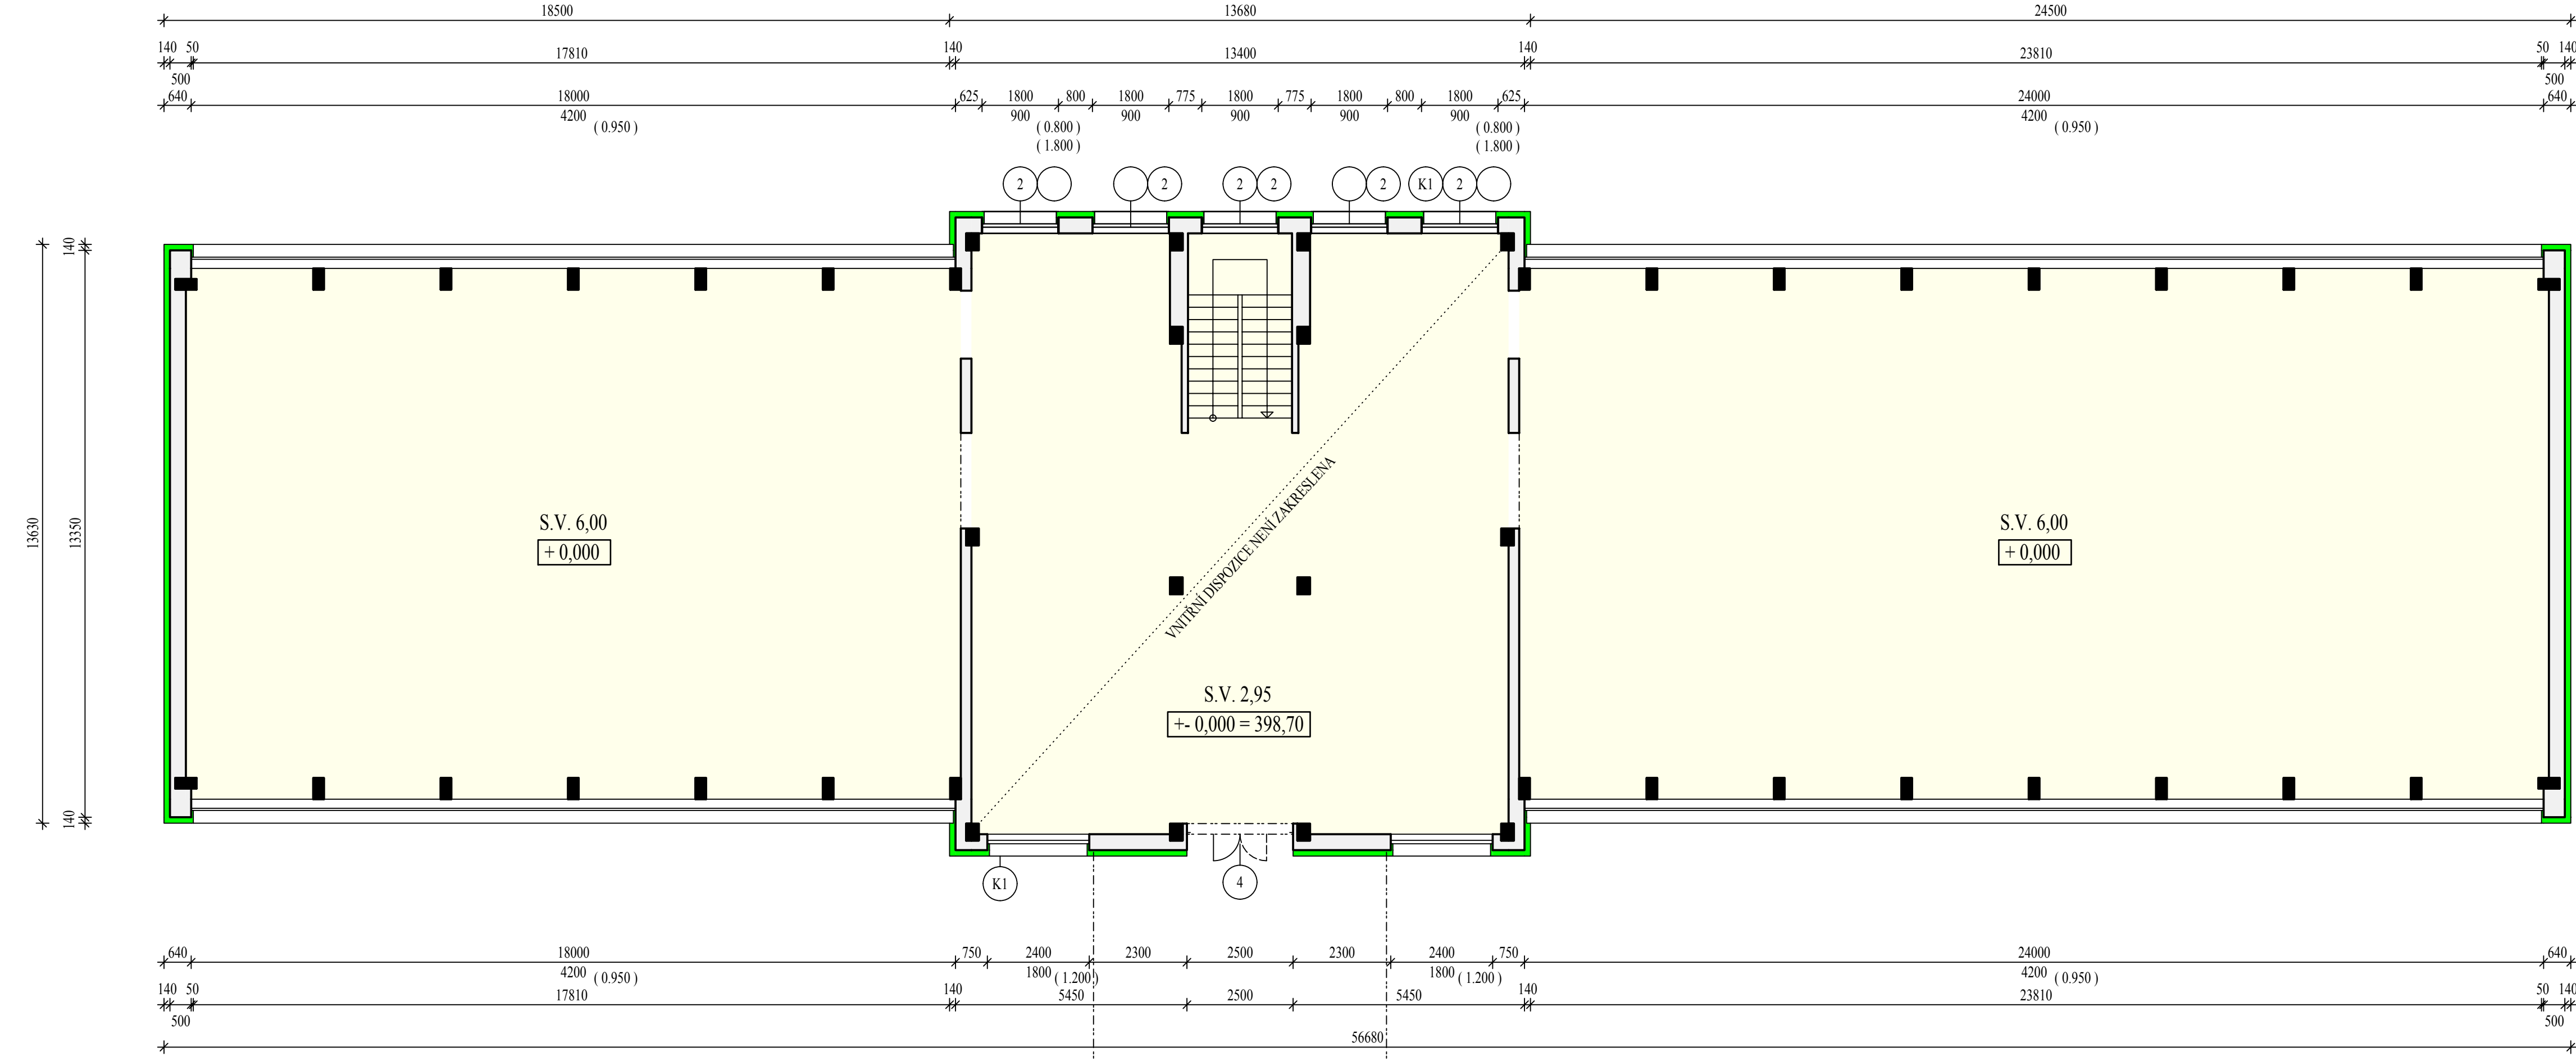 18500 13680 24500
140 50 17810 140 13400 140 23810 50 140
500 500
640 18000 625 1800 800 1800 775 1800 775 1800 800 1800 625 24000 640
4200 ( 0.950 ) 900 ( 0.800 ) 900 900 900 900 ( 0.800 ) 4200 ( 0.950 )
( 1.800 ) ( 1.800 )
2 2 2 2 2 K1 2
140
13630
13350
140
S.V. 6,00
+ 0,000
VNITŘNÍ DISPOZICE NENÍ ZAKRESLENA
S.V. 6,00
+ 0,000
S.V. 2,95
+- 0,000 = 398,70
K1 4
640 18000 750 2400 2300 2500 2300 2400 750 24000 640
4200 ( 0.950 ) 1800 ( 1.200 ) 1800 ( 1.200 ) 4200 ( 0.950 )
140 50 17810 140 5450 2500 5450 140 23810 50 140
500 500
56680